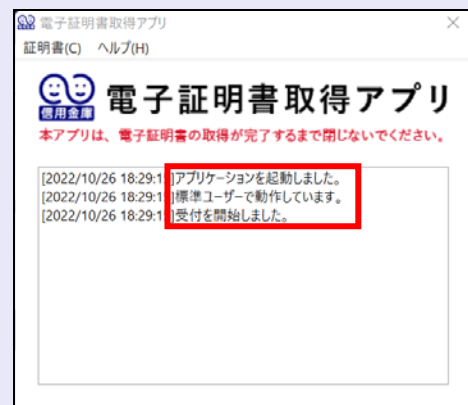 電子証明書取得アプリ
証明書(C) ヘルプ(H)
信用金庫
電子証明書取得アプリ
本アプリは、電子証明書の取得が完了するまで閉じないでください。
[2022/10/26 18:29:15]アプリケーションを起動しました。
[2022/10/26 18:29:15]標準ユーザーで動作しています。
[2022/10/26 18:29:1 ]受付を開始しました。